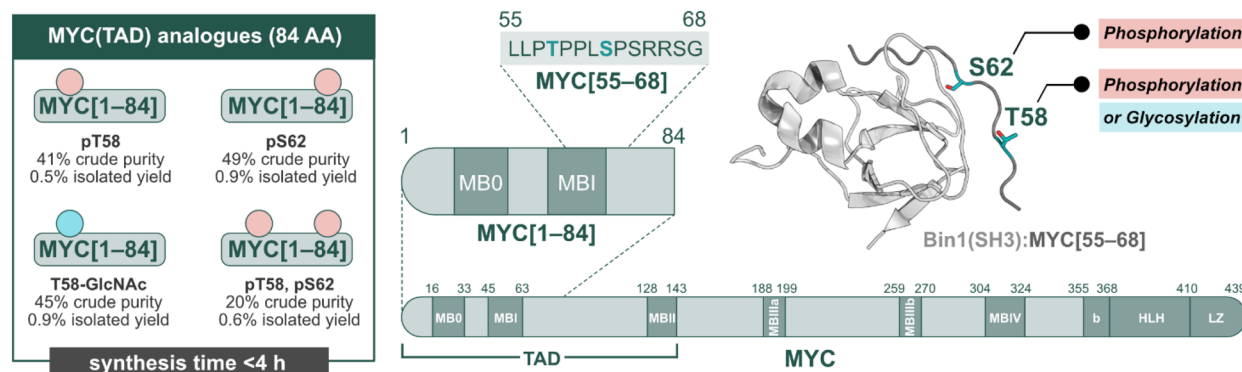 MYC(TAD) analogues (84 AA)
MYC[1–84]
pT58
41% crude purity
0.5% isolated yield
MYC[1–84]
pS62
49% crude purity
0.9% isolated yield
MYC[1–84]
T58-GlcNAc
45% crude purity
0.9% isolated yield
MYC[1–84]
pT58, pS62
20% crude purity
0.6% isolated yield
synthesis time <4 h
55 68
LLPTPPLSPSRRSG
MYC[55–68]
1 84
MB0 MBI
MYC[1–84]
S62
Phosphorylation
T58
Phosphorylation
or Glycosylation
Bin1(SH3):MYC[55–68]
16 33 45 63 128 143 188 199 259 270 304 324 355 368 410 439
MB0 MBI MBII MBIIIa MBIIIb MBIV b HLH LZ
TAD MYC